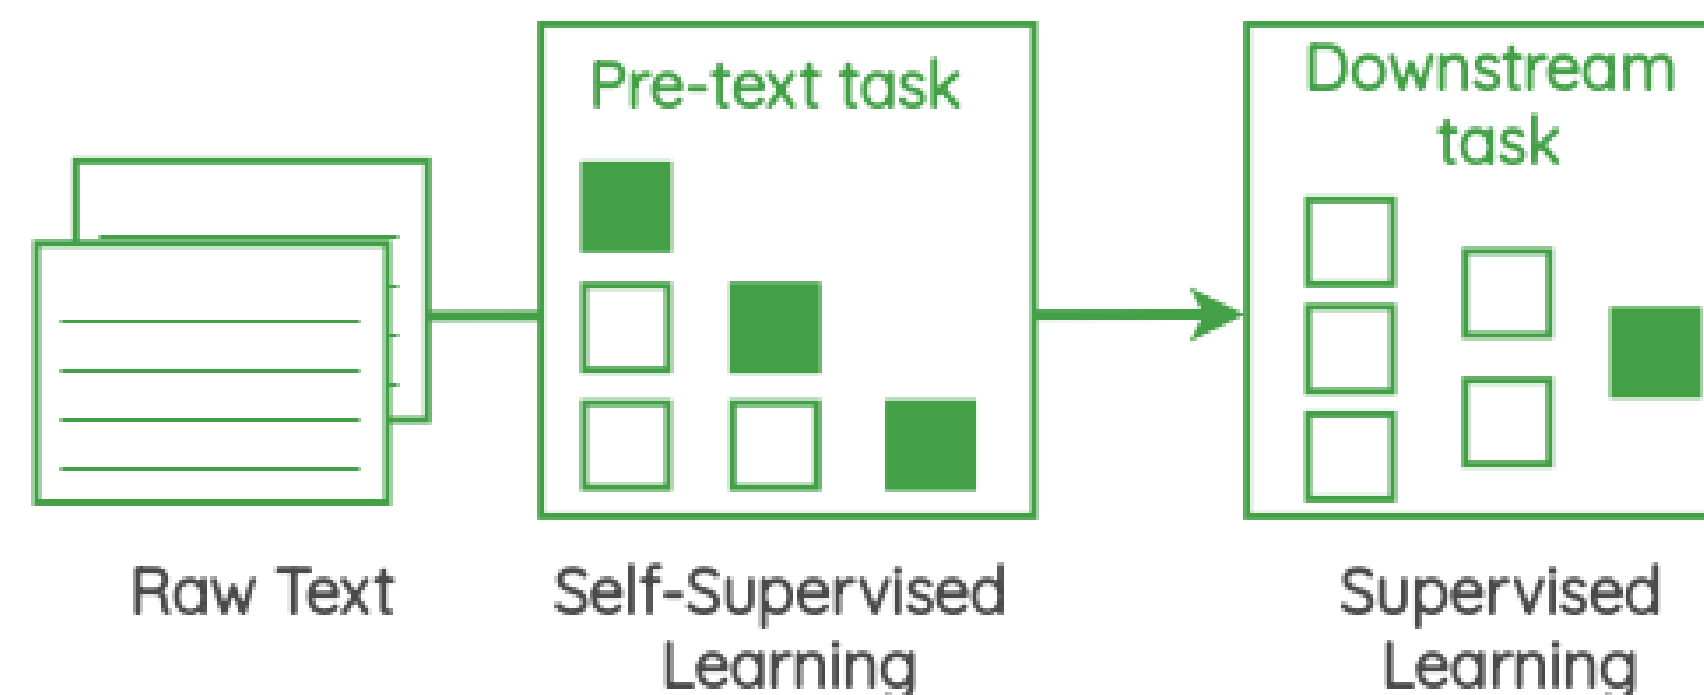 Pre-text task
Downstream
task
Raw Text
Self-Supervised
Learning
Supervised
Learning